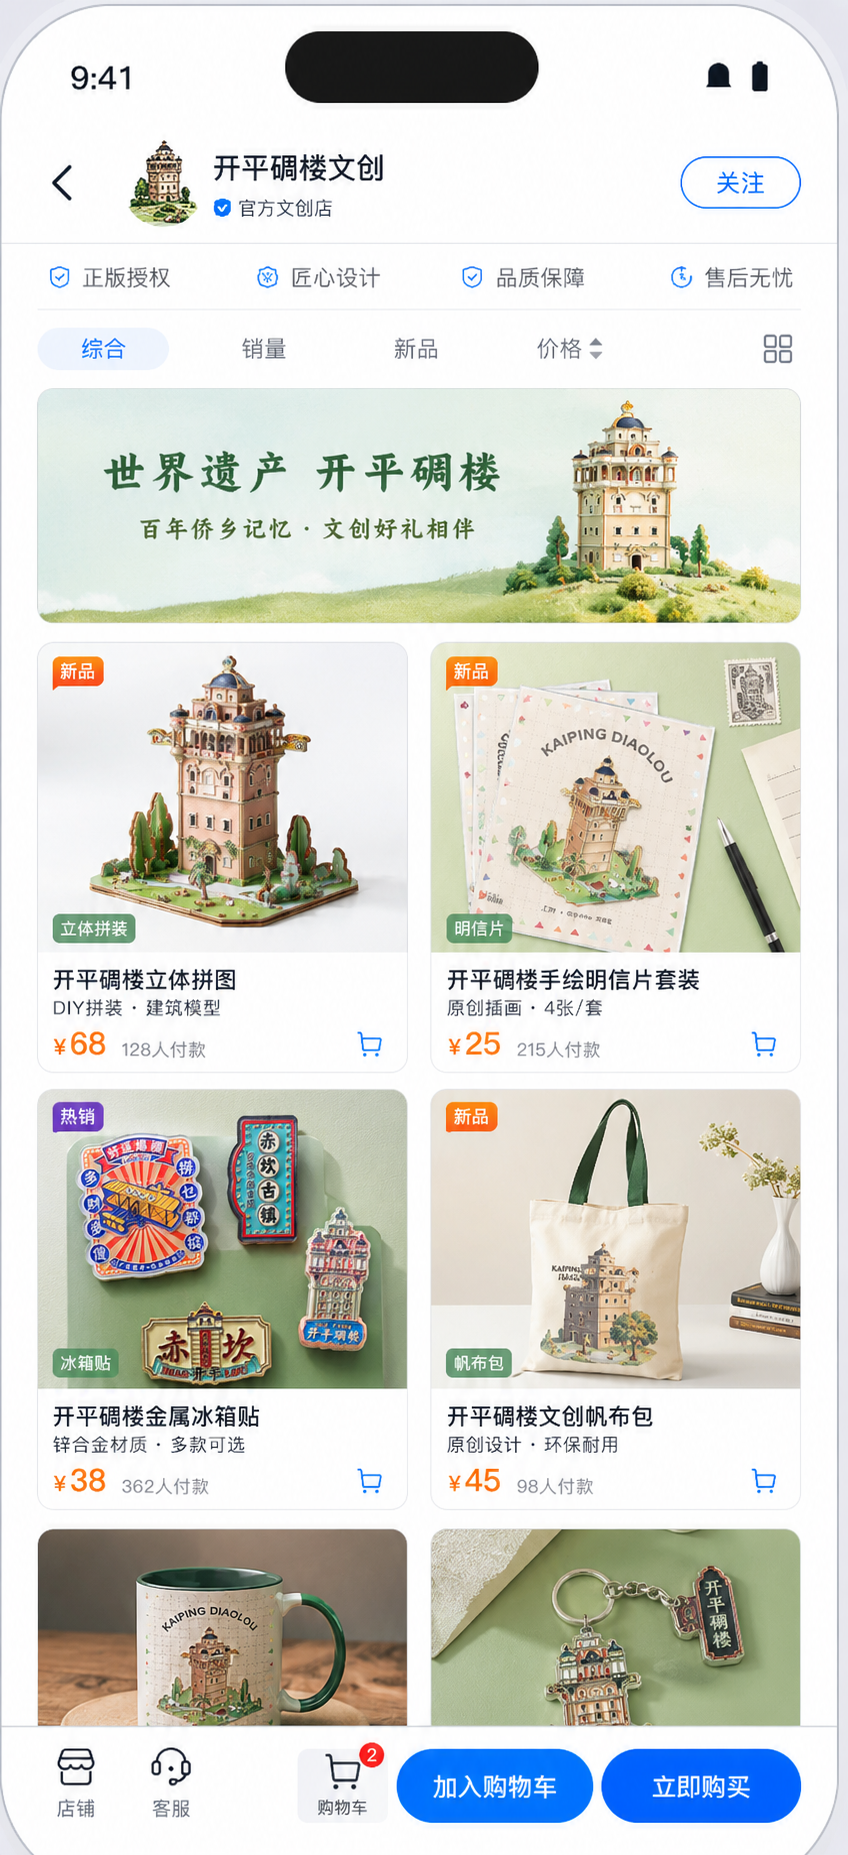 9:41
开平碉楼文创
官方文创店
关注
正版授权
匠心设计
品质保障
售后无忧
综合
销量
新品
价格
世界遗产 开平碉楼
百年侨乡记忆·文创好礼相伴
新品
立体拼装
开平碉楼立体拼图
DIY拼装·建筑模型
¥68 128人付款
新品
KAIPING DIAOLOU
明信片
开平碉楼手绘明信片套装
原创插画·4张/套
¥25 215人付款
热销
赤坎古镇
开平碉楼
赤坎
冰箱贴
开平碉楼金属冰箱贴
锌合金材质·多款可选
¥38 362人付款
新品
KAIPING
帆布包
开平碉楼文创帆布包
原创设计·环保耐用
¥45 98人付款
KAIPING DIAOLOU
开平碉楼
店铺
客服
2
购物车
加入购物车
立即购买